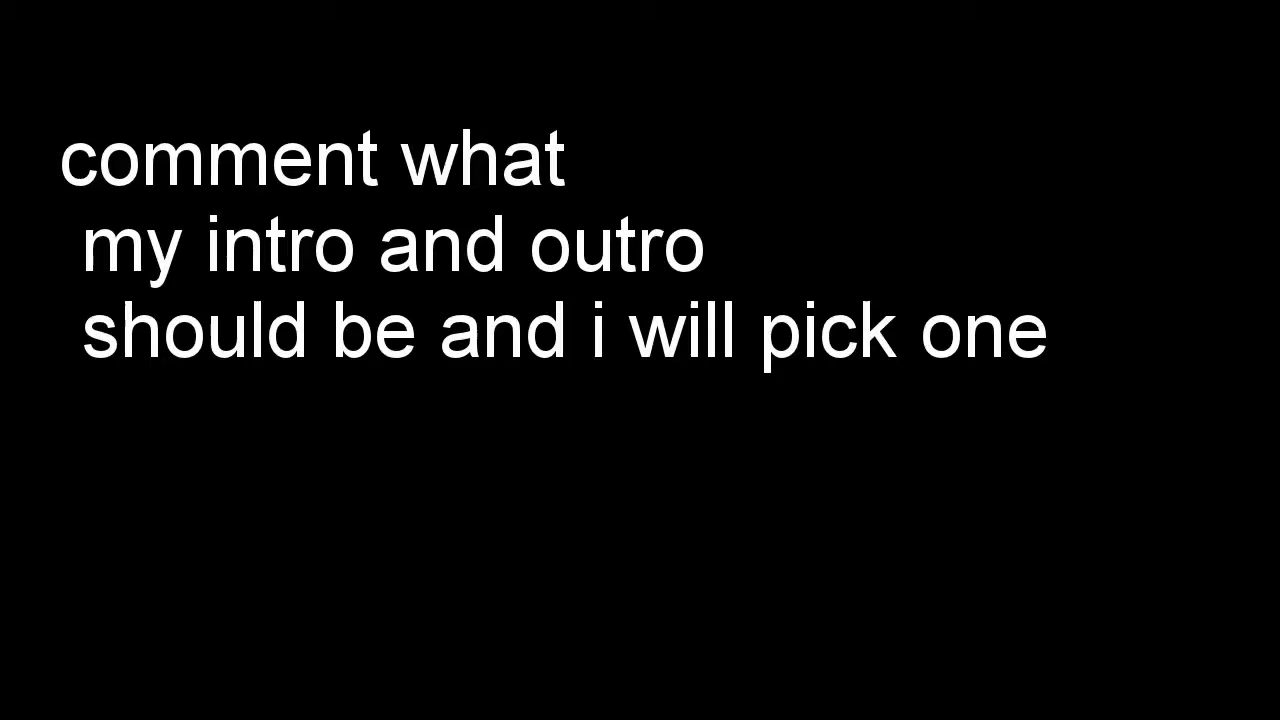 comment what
my intro and outro
should be and i will pick one